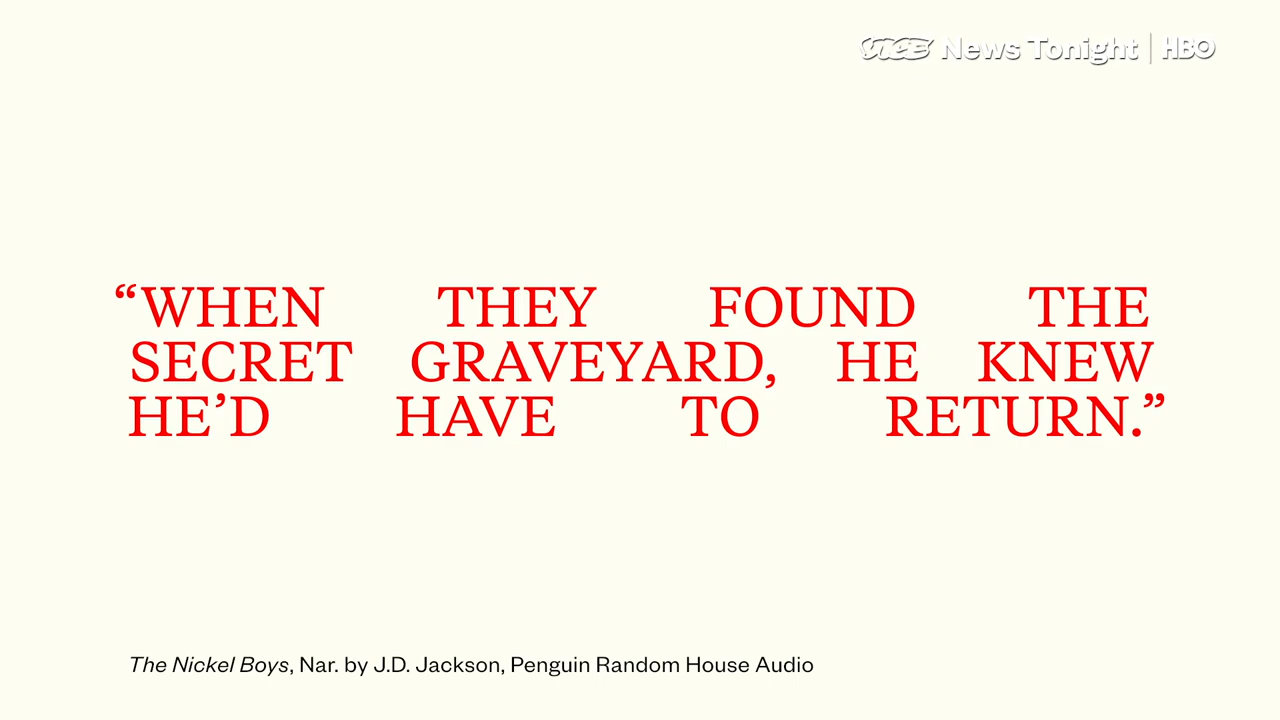 VICE News Tonight | HBO
“WHEN THEY FOUND THE
SECRET GRAVEYARD, HE KNEW
HE’D HAVE TO RETURN.”
The Nickel Boys, Nar. by J.D. Jackson, Penguin Random House Audio